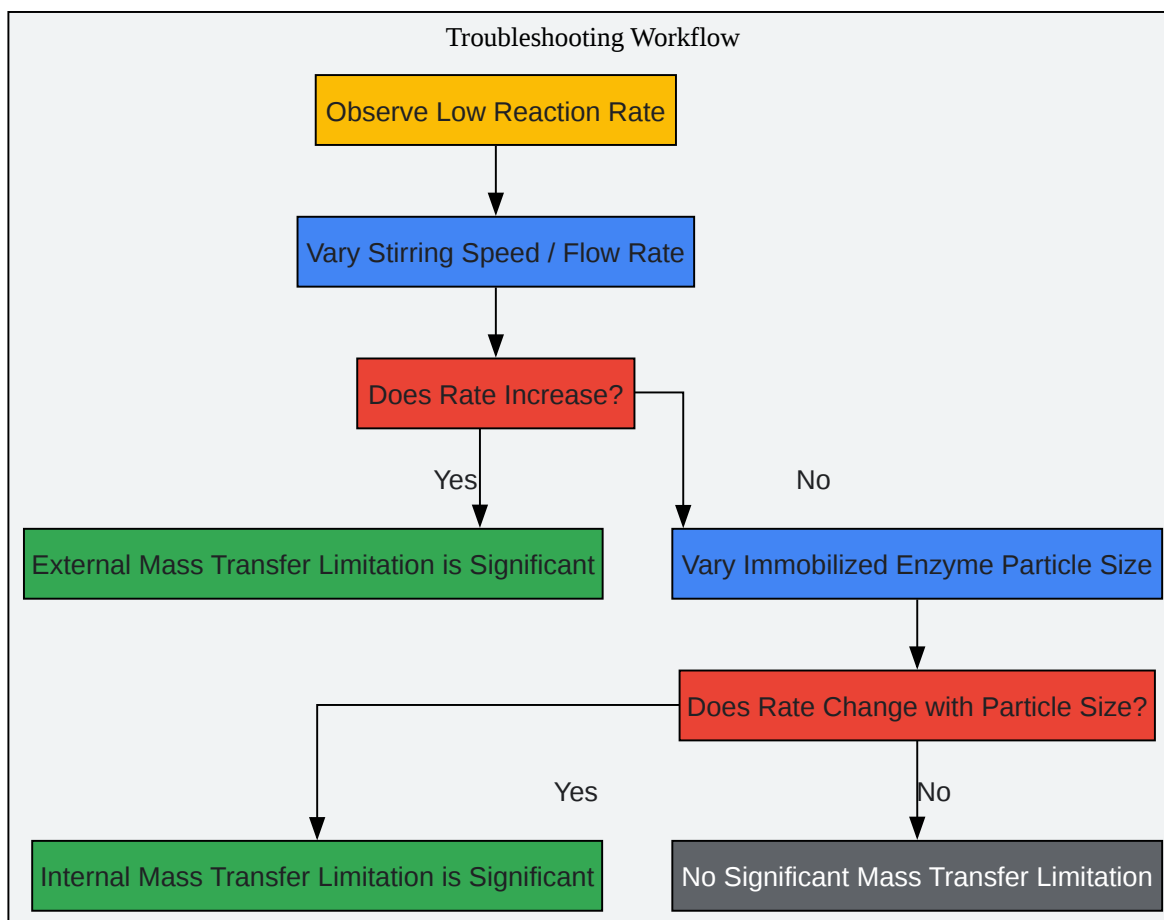 Troubleshooting Workflow
Observe Low Reaction Rate
Vary Stirring Speed / Flow Rate
Does Rate Increase?
Yes
No
External Mass Transfer Limitation is Significant
Vary Immobilized Enzyme Particle Size
Does Rate Change with Particle Size?
Yes
No
Internal Mass Transfer Limitation is Significant
No Significant Mass Transfer Limitation